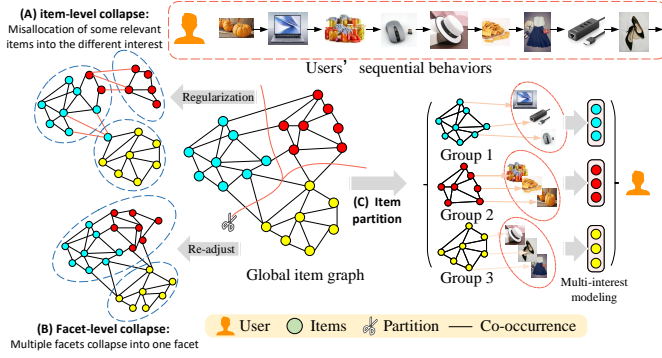 (A) item-level collapse:
Misallocation of some relevant
items into the different interest
Users' sequential behaviors
Regularization
(C) Item
partition
Re-adjust
Global item graph
Group 1
Group 2
Group 3
Multi-interest
modeling
(B) Facet-level collapse:
Multiple facets collapse into one facet
User Items Partition Co-occurrence